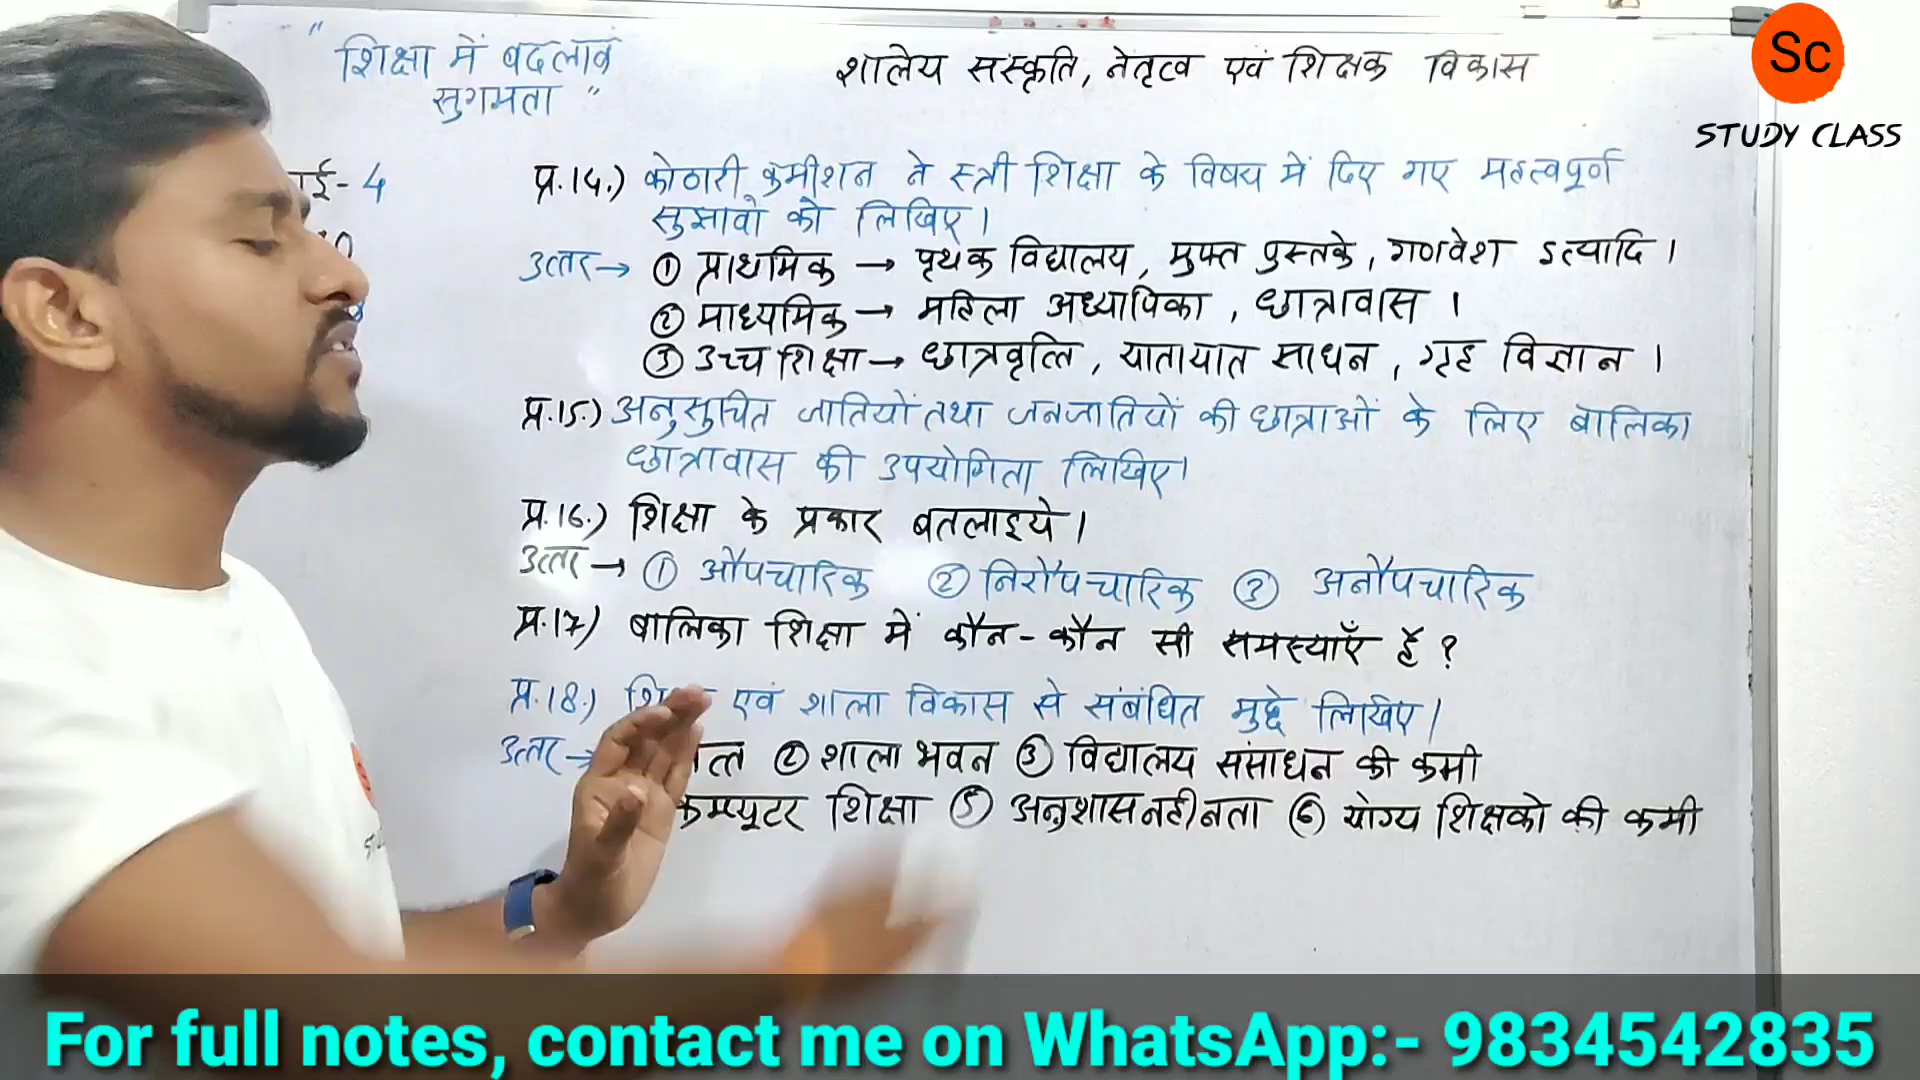 " शिक्षा में बदलाव
सुगमता "
शालेय संस्कृति, नेतृत्व एवं शिक्षक विकास
Sc
STUDY CLASS
- 4
प्र.14.) कोठारी कमीशन ने स्त्री शिक्षा के विषय में दिए गए महत्वपूर्ण
सुझावों को लिखिए।
उत्तर → ① प्राथमिक → पृथक विद्यालय, मुफ्त पुस्तके, गणवेश इत्यादि।
② माध्यमिक → महिला अध्यापिका, छात्रावास।
③ उच्च शिक्षा → छात्रवृत्ति, यातायात साधन, गृह विज्ञान।
प्र.15.) अनुसुचित जातियों तथा जनजातियों की छात्राओं के लिए बालिका
छात्रावास की उपयोगिता लिखिए।
प्र.16.) शिक्षा के प्रकार बतलाइये।
उत्तर → ① औपचारिक ② निरौपचारिक ③ अनौपचारिक
प्र.17) बालिका शिक्षा में कौन-कौन सी समस्याएँ हैं?
प्र.18.) एवं शाला विकास से संबंधित मुद्दे लिखिए।
उत्तर → ② शाला भवन ③ विद्यालय संसाधन की कमी
कम्प्यूटर शिक्षा ⑤ अनुशासनहीनता ⑥ योग्य शिक्षको की कमी
For full notes, contact me on WhatsApp:- 9834542835